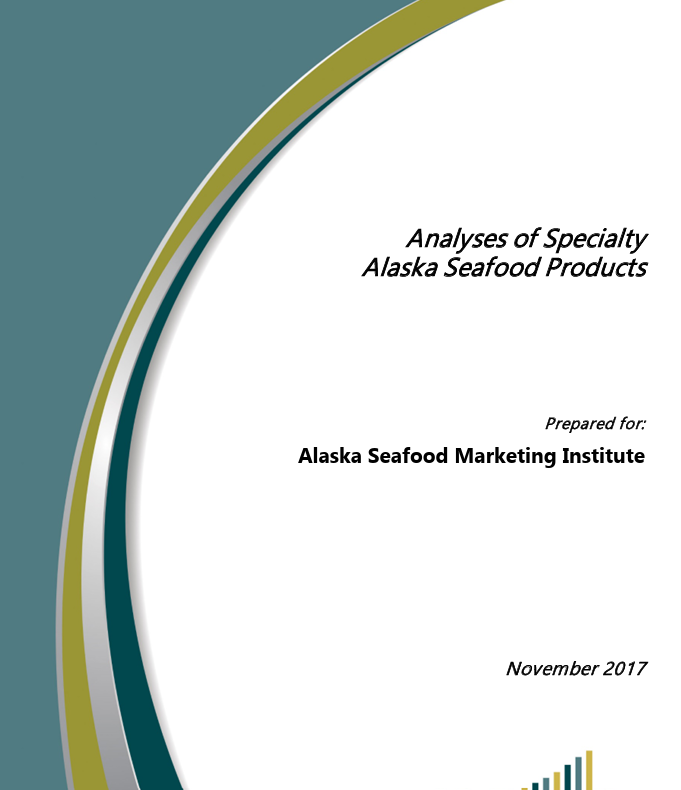 Analyses of Specialty
Alaska Seafood Products
Prepared for:
Alaska Seafood Marketing Institute
November 2017